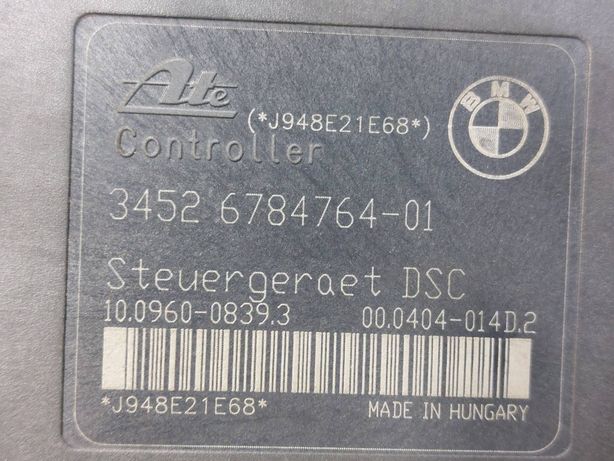 Ate
(*J948E21E68*)
BMW
Controller
3452 6784764-01
Steuergeraet DSC
10.0960-0839.3 00.0404-014D.2
*J948E21E68* MADE IN HUNGARY